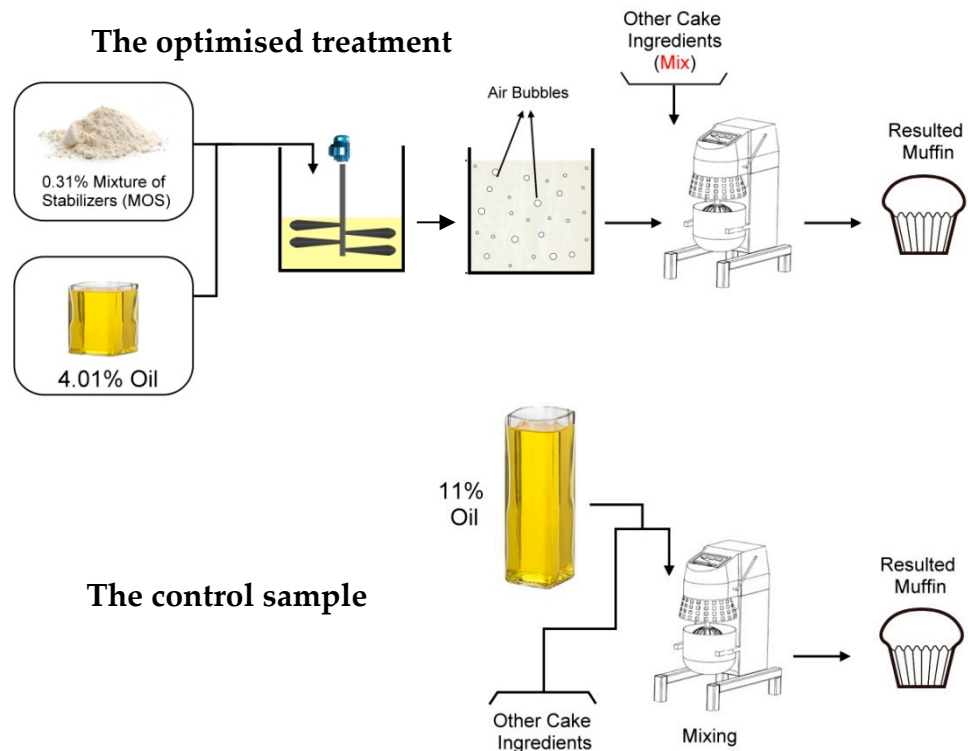 The optimised treatment
0.31% Mixture of
Stabilizers (MOS)
4.01% Oil
Air Bubbles
Other Cake
Ingredients
(Mix)
Resulted
Muffin
11%
Oil
The control sample
Other Cake
Ingredients
Mixing
Resulted
Muffin